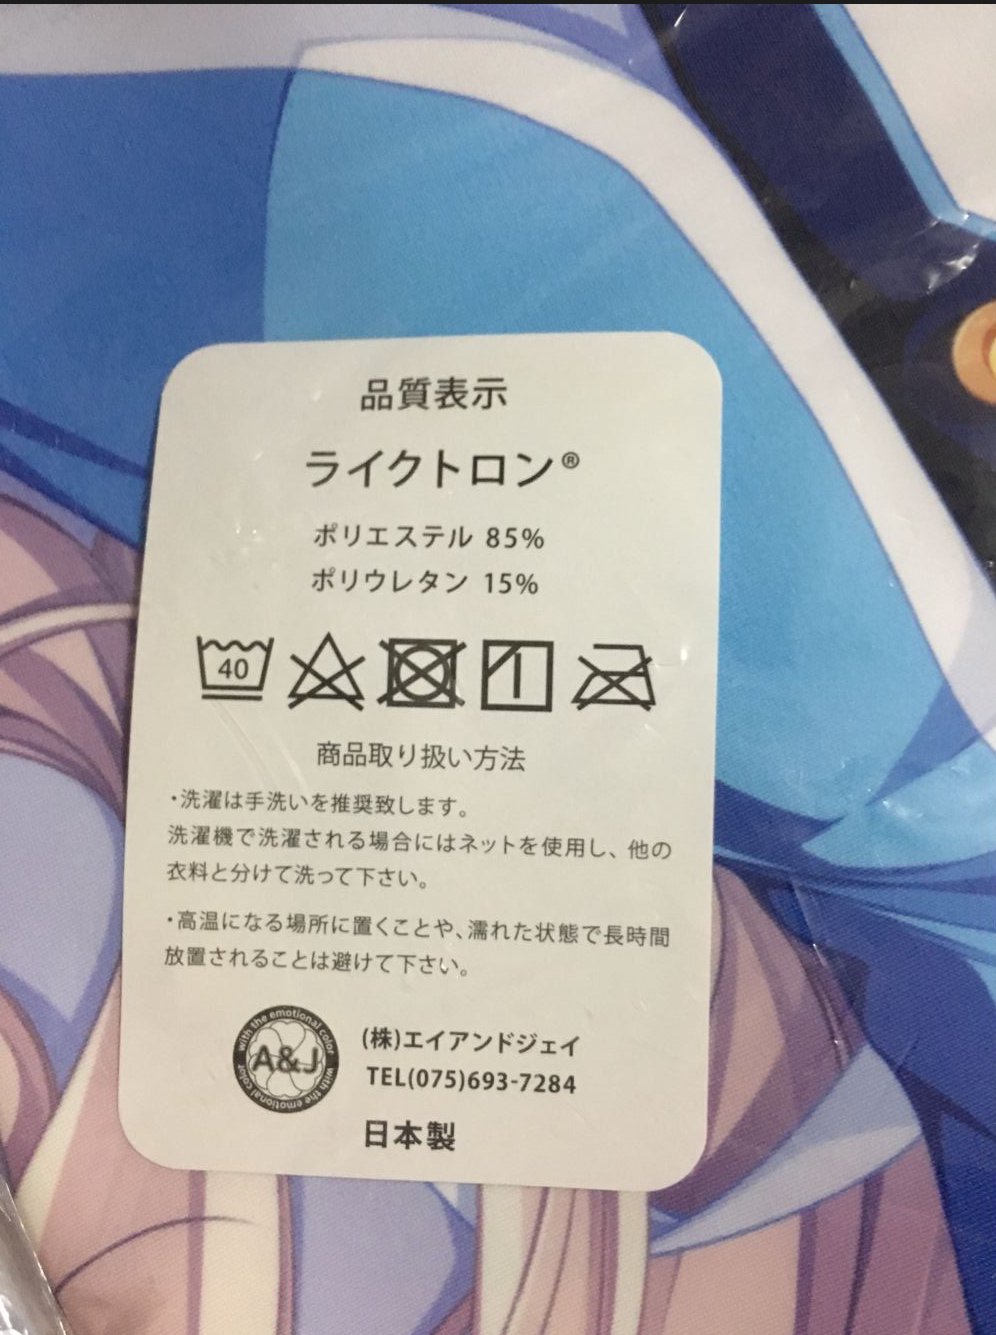 品質表示
ライクトロン®
ポリエステル 85%
ポリウレタン 15%
40
商品取り扱い方法
・洗濯は手洗いを推奨致します。
洗濯機で洗濯される場合にはネットを使用し、他の
衣料と分けて洗って下さい。
・高温になる場所に置くことや、濡れた状態で長時間
放置されることは避けて下さい。
with the emotional color
A&J
with the emotional color
(株)エイアンドジェイ
TEL(075)693-7284
日本製